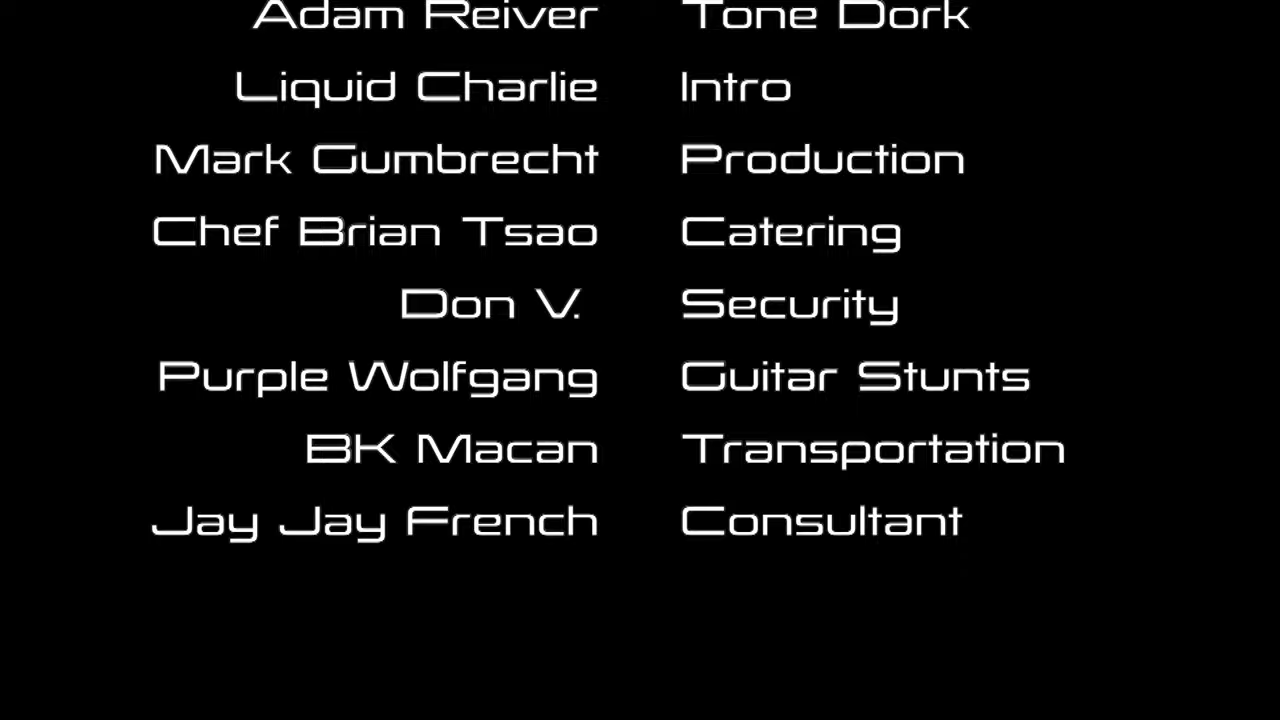 Adam Reiver Tone Dork
Liquid Charlie Intro
Mark Gumbrecht Production
Chef Brian Tsao Catering
Don V. Security
Purple Wolfgang Guitar Stunts
BK Macan Transportation
Jay Jay French Consultant